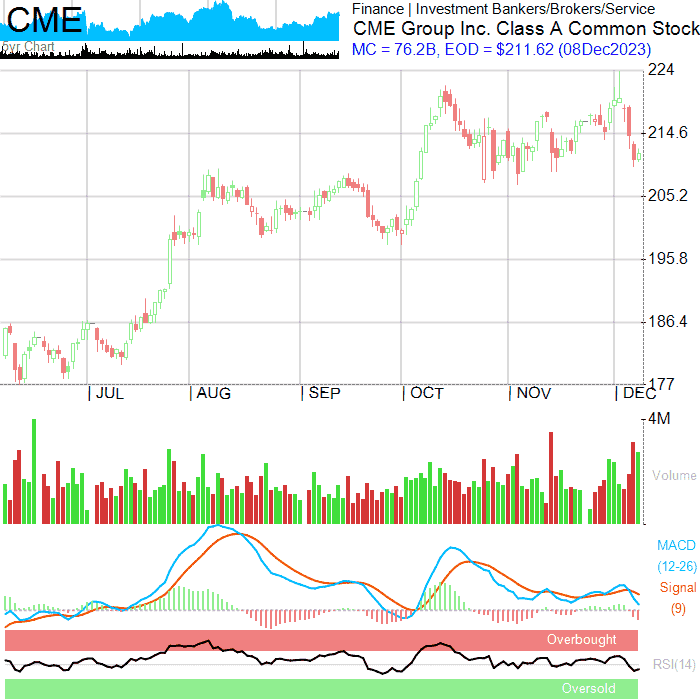 CME
5yr Chart
Finance | Investment Bankers/Brokers/Service
CME Group Inc. Class A Common Stock
MC = 76.2B, EOD = $211.62 (08Dec2023)
224
214.6
205.2
195.8
186.4
177
JUL
AUG
SEP
OCT
NOV
DEC
4M
Volume
MACD
(12-26)
Signal
(9)
Overbought
RSI(14)
Oversold